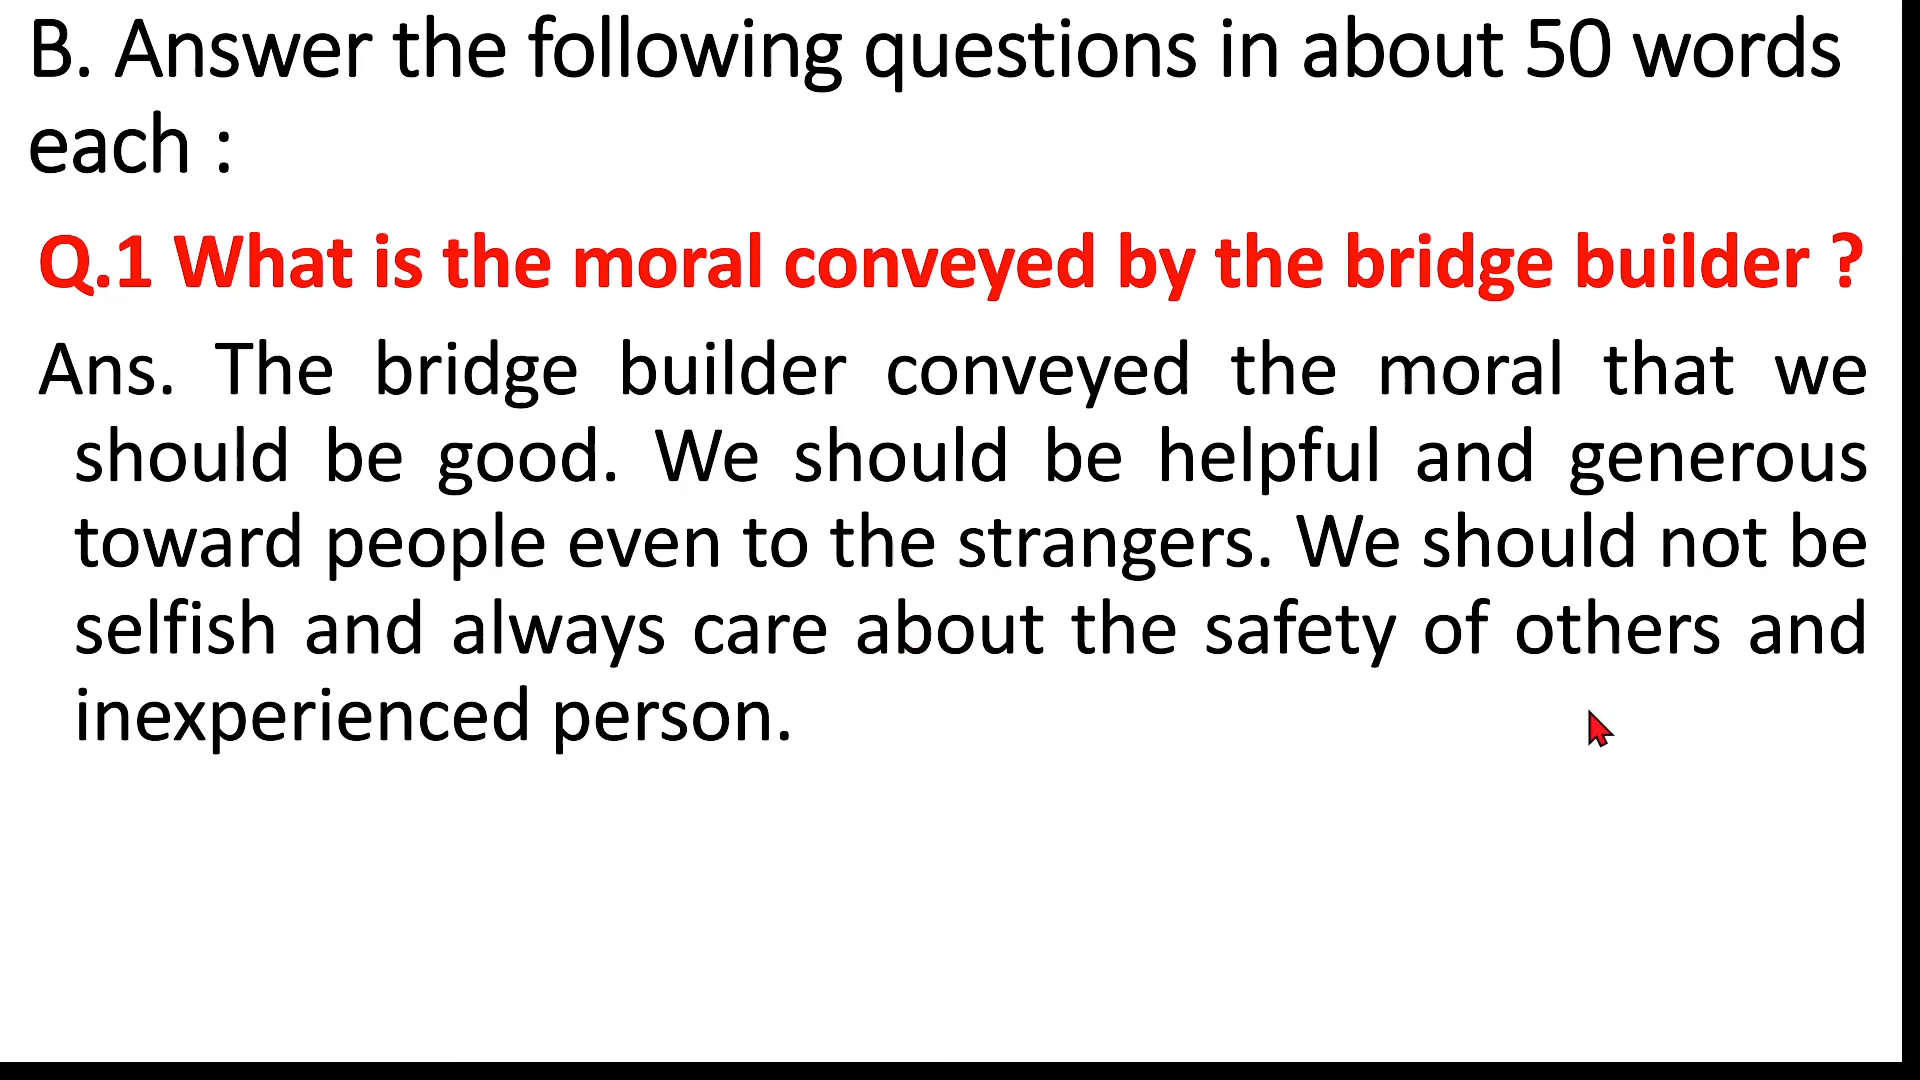 B. Answer the following questions in about 50 words
each :
Q.1 What is the moral conveyed by the bridge builder ?
Ans. The bridge builder conveyed the moral that we
should be good. We should be helpful and generous
toward people even to the strangers. We should not be
selfish and always care about the safety of others and
inexperienced person.